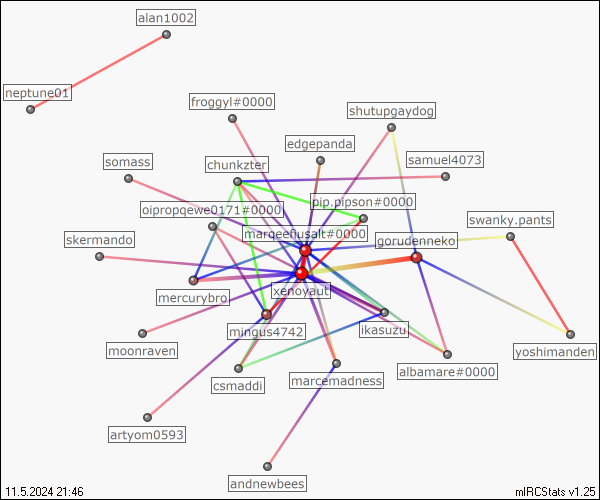 alan1002
neptune01
froggyl#0000
shutupgaydog
edgepanda
somass
chunkzter
samuel4073
pip.pipson#0000
oipropqewe0171#0000
swanky.pants
skermando
marqeeousalt#0000
gorudenneko
mercurybro
xenoyaut
mingus4742
ikasuzu
moonraven
yoshimanden
csmaddi
marcemadness
albamare#0000
artyom0593
andnewbees
11.5.2024 21:46
mIRCStats v1.25